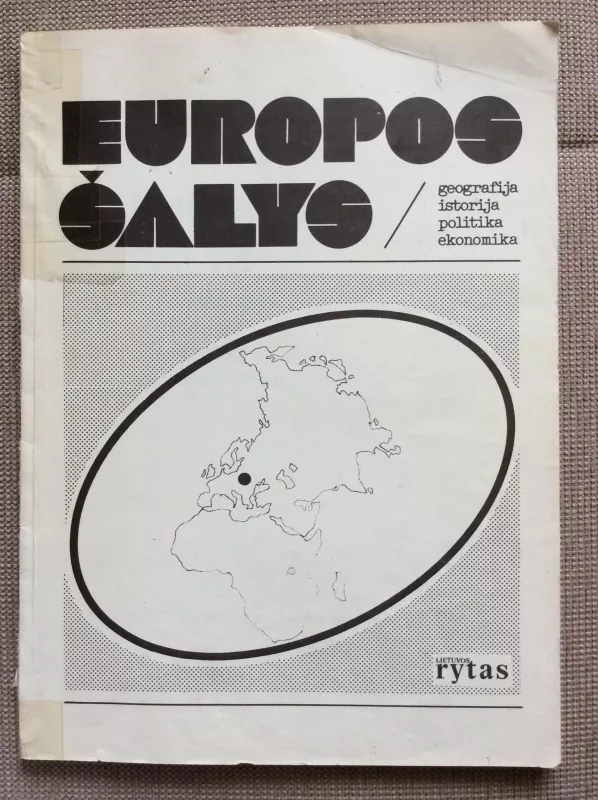 EUROPOS
ŠALYS /
geografija
istorija
politika
ekonomika
LIETUVOS
rytas